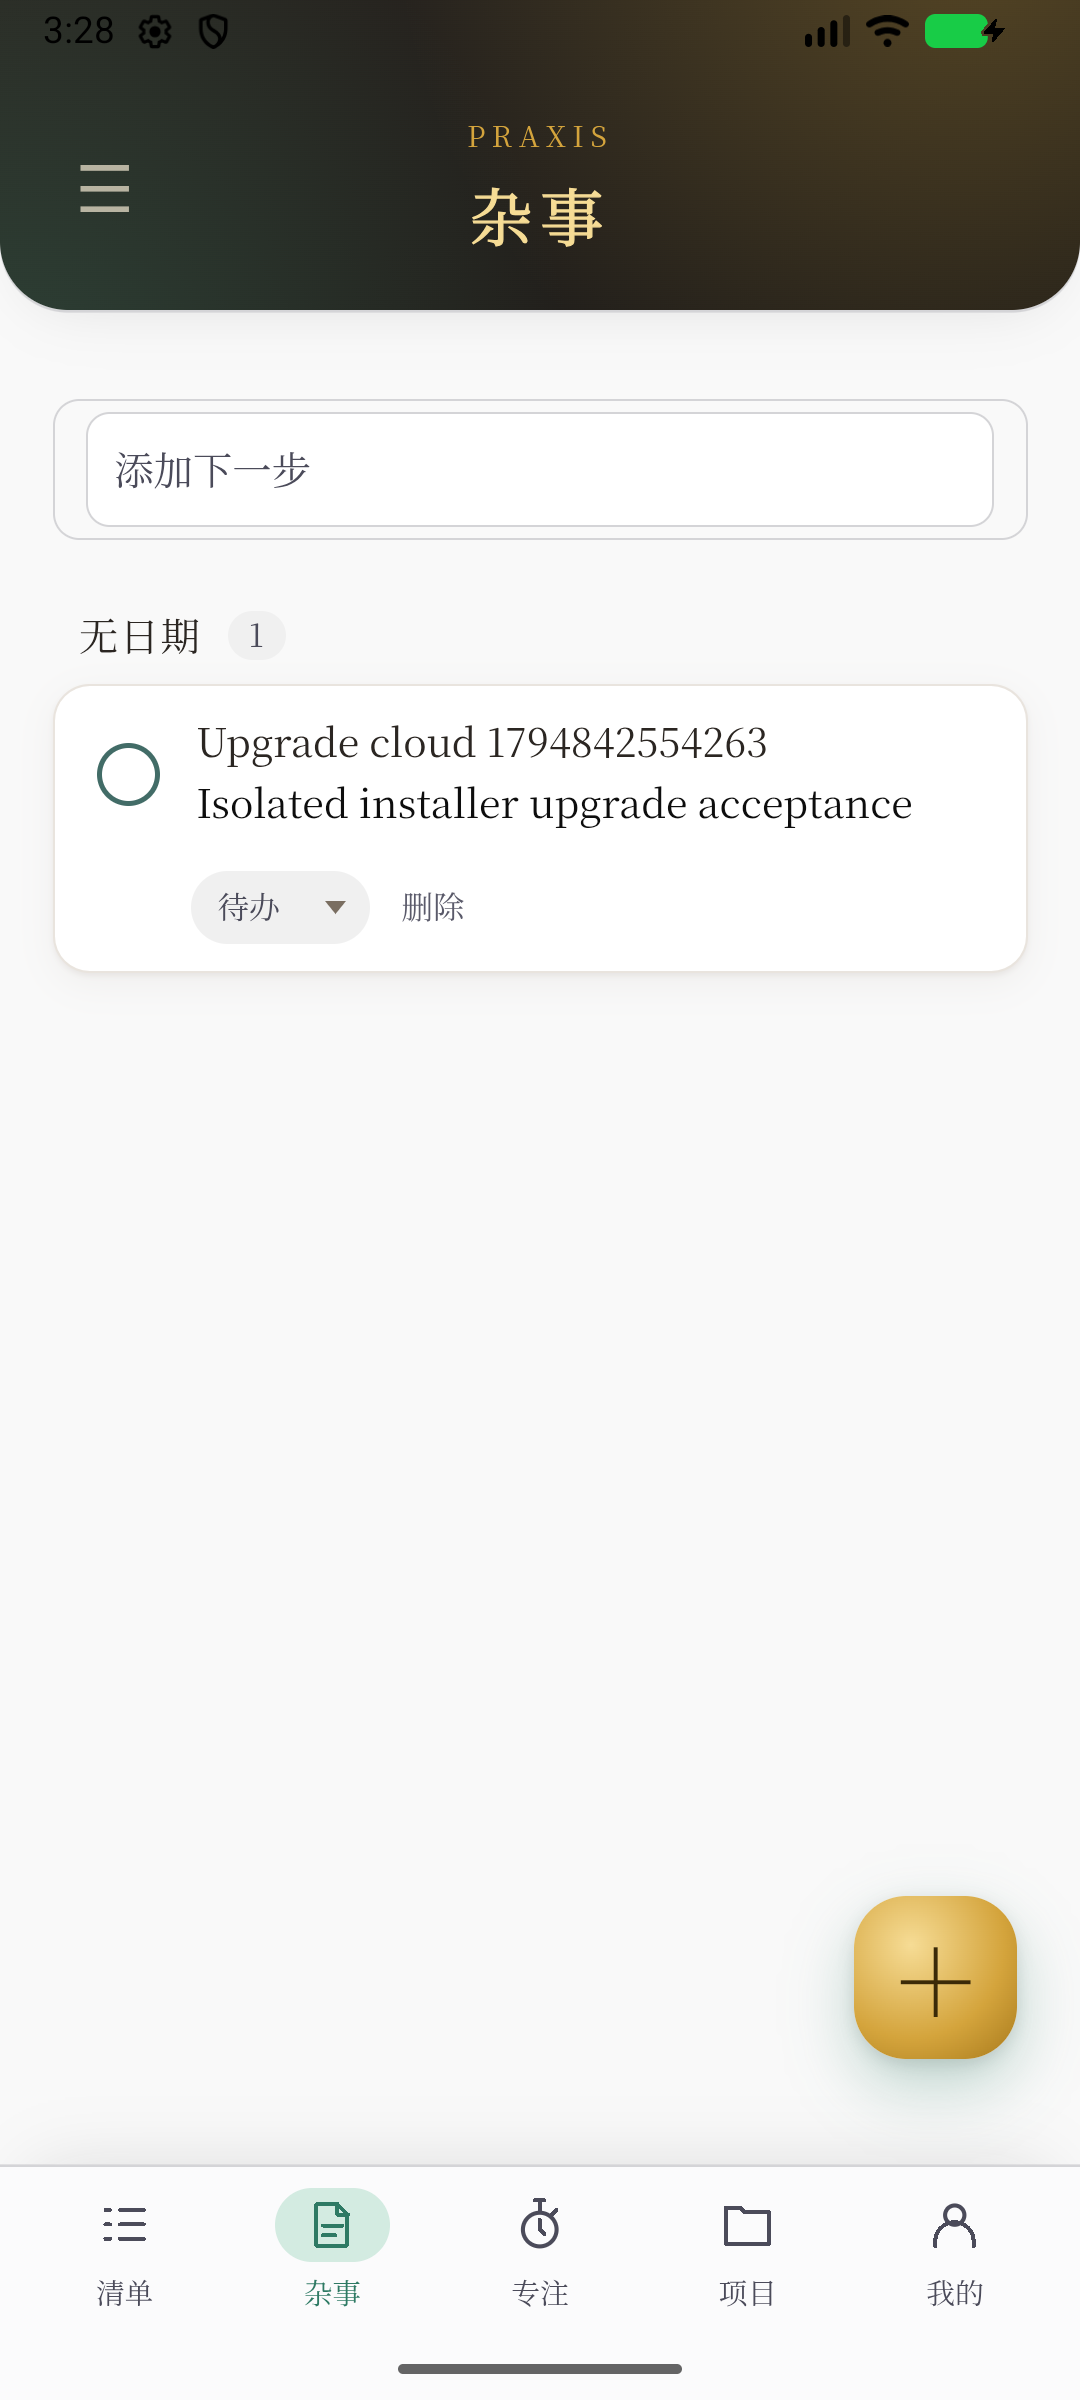 3:28
PRAXIS
杂事
添加下一步
无日期 1
Upgrade cloud 1794842554263
Isolated installer upgrade acceptance
待办 删除
清单 杂事 专注 项目 我的